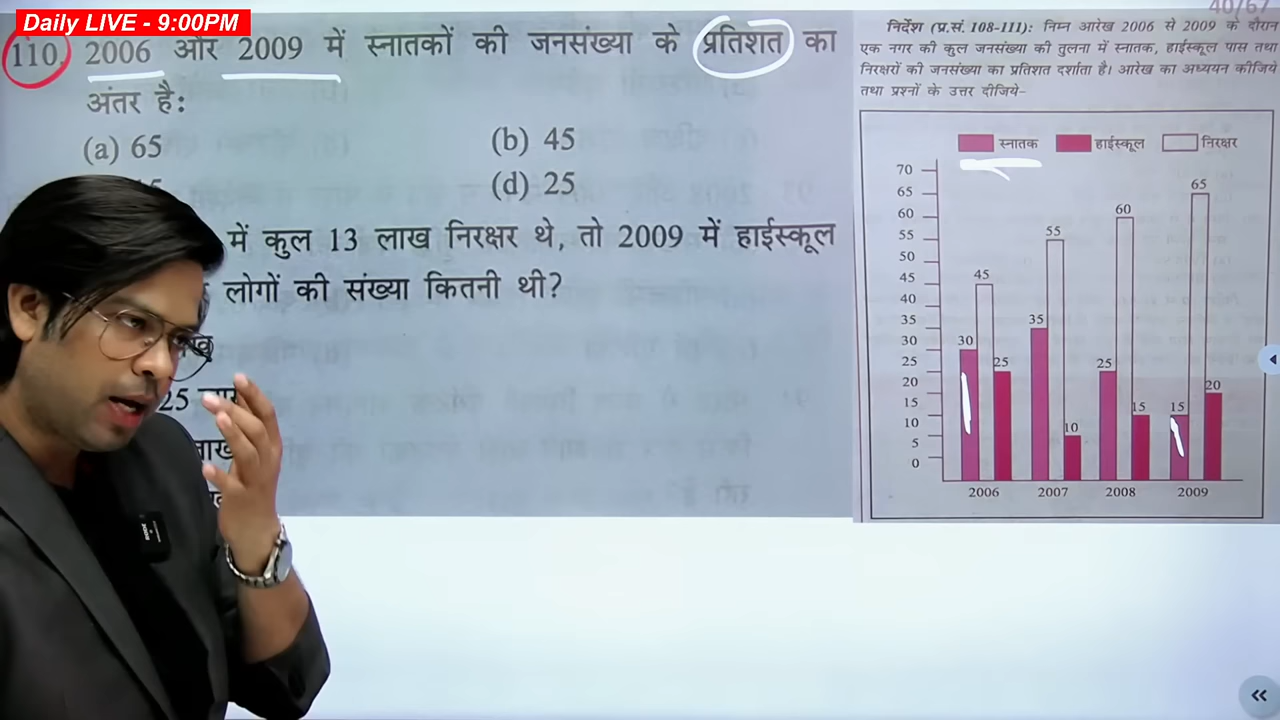 Daily LIVE - 9:00PM
40/67
110. 2006 और 2009 में स्नातकों की जनसंख्या के प्रतिशत का
अंतर है:
(a) 65
(b) 45
(d) 25
में कुल 13 लाख निरक्षर थे, तो 2009 में हाईस्कूल
लोगों की संख्या कितनी थी?
25
निर्देश (प्र.सं. 108-111): निम्न आरेख 2006 से 2009 के दौरान
एक नगर की कुल जनसंख्या की तुलना में स्नातक, हाईस्कूल पास तथा
निरक्षरों की जनसंख्या का प्रतिशत दर्शाता है। आरेख का अध्ययन कीजिये
तथा प्रश्नों के उत्तर दीजिये–
स्नातक हाईस्कूल निरक्षर
70
65
60
55
50
45
40
35
30
25
20
15
10
5
0
30 45 25
35 55 10
25 60 15
15 65 20
2006 2007 2008 2009